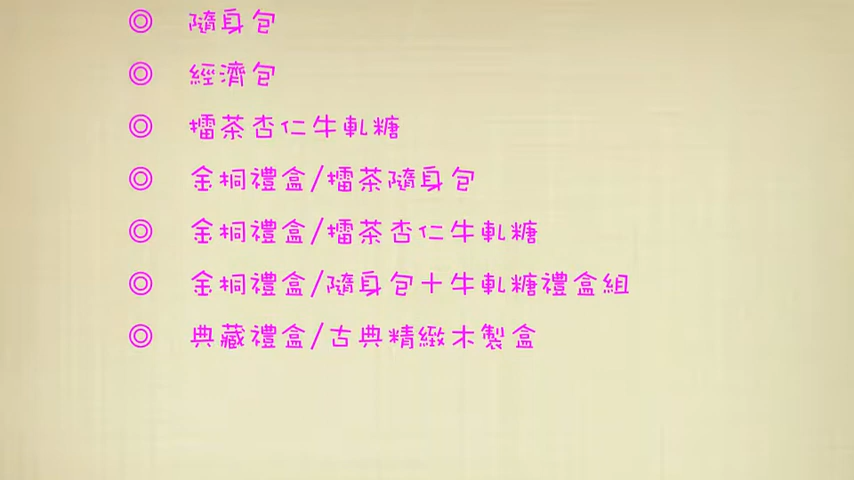 ◎ 隨身包
◎ 經濟包
◎ 擂茶杏仁牛軋糖
◎ 金桐禮盒/擂茶隨身包
◎ 金桐禮盒/擂茶杏仁牛軋糖
◎ 金桐禮盒/隨身包+牛軋糖禮盒組
◎ 典藏禮盒/古典精緻木製盒